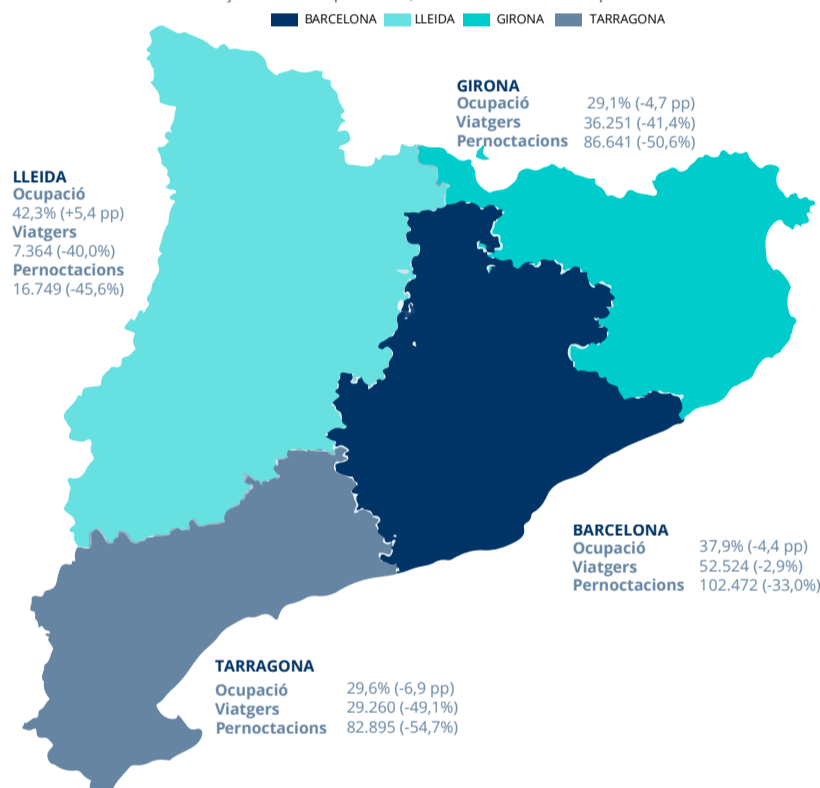 BARCELONA LLEIDA GIRONA TARRAGONA
GIRONA
Ocupació 29,1% (-4,7 pp)
Viatgers 36.251 (-41,4%)
Pernoctacions 86.641 (-50,6%)
LLEIDA
Ocupació
42,3% (+5,4 pp)
Viatgers
7.364 (-40,0%)
Pernoctacions
16.749 (-45,6%)
BARCELONA
Ocupació 37,9% (-4,4 pp)
Viatgers 52.524 (-2,9%)
Pernoctacions 102.472 (-33,0%)
TARRAGONA
Ocupació 29,6% (-6,9 pp)
Viatgers 29.260 (-49,1%)
Pernoctacions 82.895 (-54,7%)